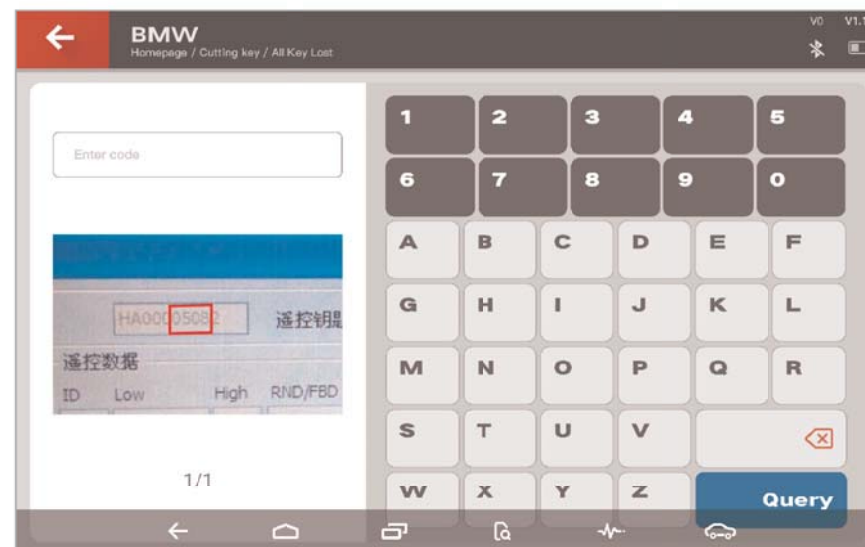 V0 V1.1
BMW
Homepage / Cutting key / All Key Lost
Enter code
HA00005082 遥控钥匙
遥控数据
ID Low High RND/FBD
1/1
1 2 3 4 5
6 7 8 9 0
A B C D E F
G H I J K L
M N O P Q R
S T U V
W X Y Z Query